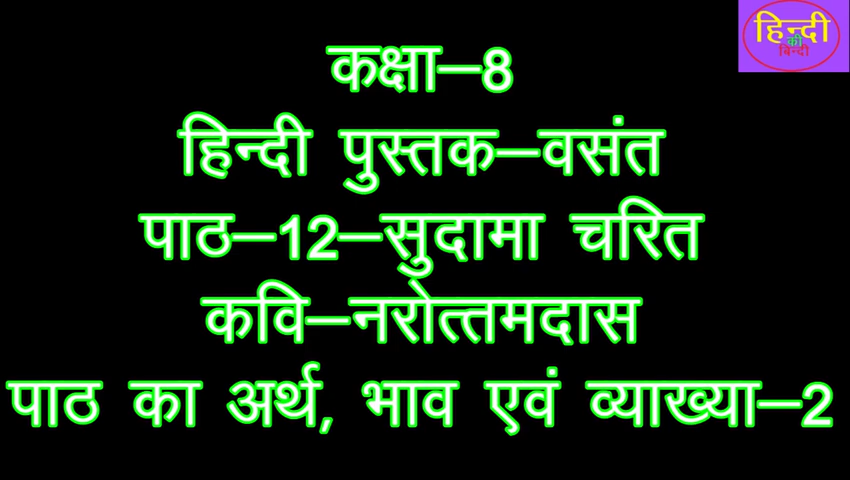 हिन्दी
की
बिन्दी
कक्षा–8
हिन्दी पुस्तक–वसंत
पाठ–12–सुदामा चरित
कवि–नरोत्तमदास
पाठ का अर्थ, भाव एवं व्याख्या–2